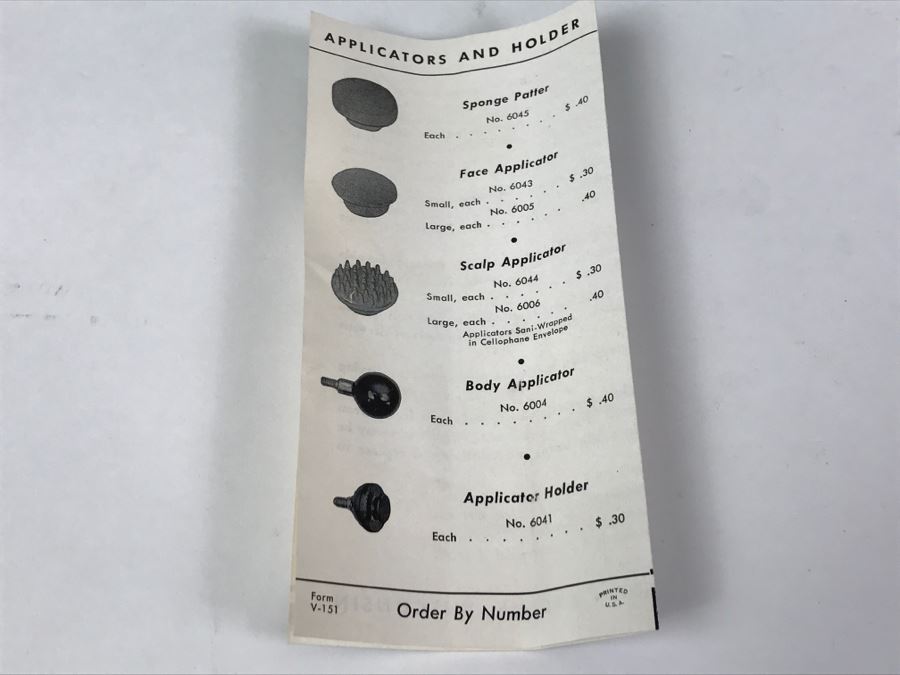 APPLICATORS AND HOLDER
Sponge Patter
No. 6045
Each . . . . . . . . $ .40
Face Applicator
No. 6043
Small, each . . . . . . $ .30
No. 6005
Large, each . . . . . . .40
Scalp Applicator
No. 6044
Small, each . . . . . . $ .30
No. 6006
Large, each . . . . . . .40
Applicators Sani-Wrapped
in Cellophane Envelope
Body Applicator
No. 6004
Each . . . . . . . . $ .40
Applicator Holder
No. 6041
Each . . . . . . . . $ .30
Form
V-151
Order By Number
PRINTED
IN
U.S.A.